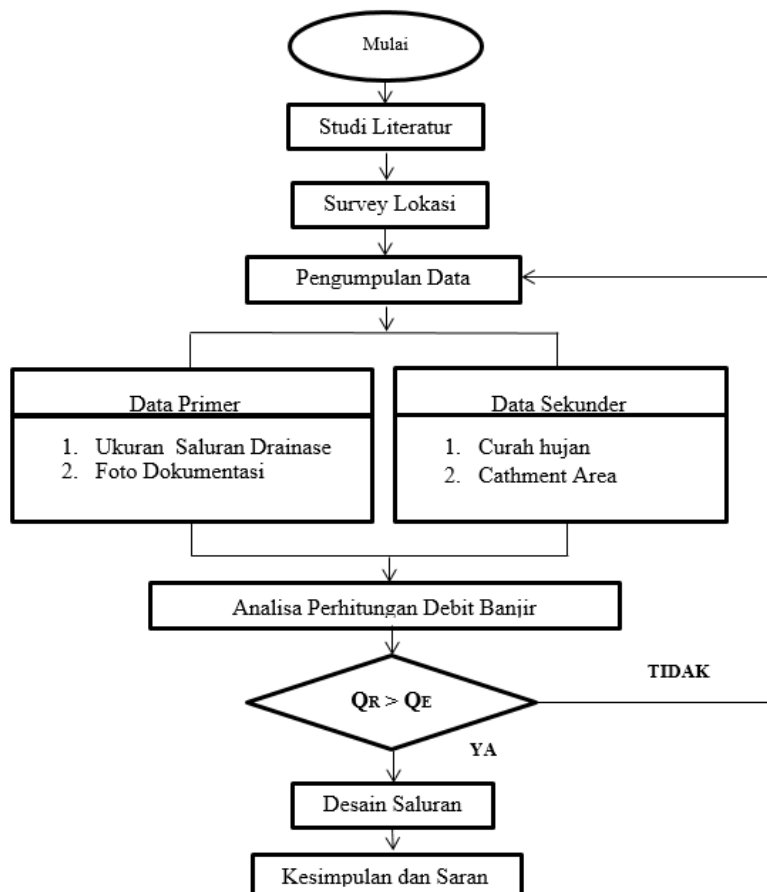 Mulai
Studi Literatur
Survey Lokasi
Pengumpulan Data
Data Primer
1. Ukuran Saluran Drainase
2. Foto Dokumentasi
Data Sekunder
1. Curah hujan
2. Cathment Area
Analisa Perhitungan Debit Banjir
QR > QE
TIDAK
YA
Desain Saluran
Kesimpulan dan Saran